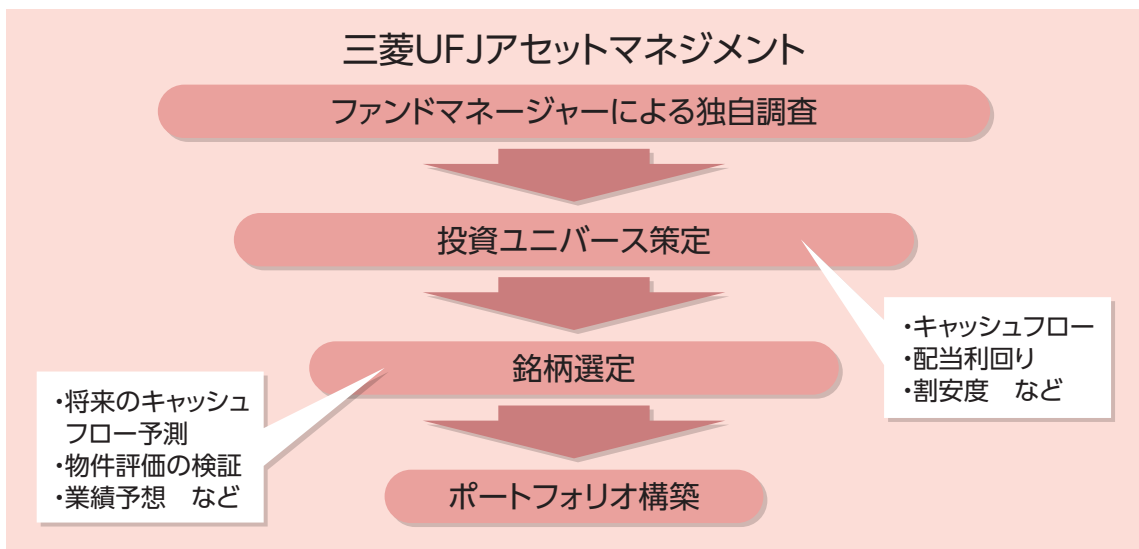 三菱UFJアセットマネジメント
ファンドマネージャーによる独自調査
投資ユニバース策定
・キャッシュフロー
・配当利回り
・割安度　など
銘柄選定
・将来のキャッシュ
フロー予測
・物件評価の検証
・業績予想　など
ポートフォリオ構築